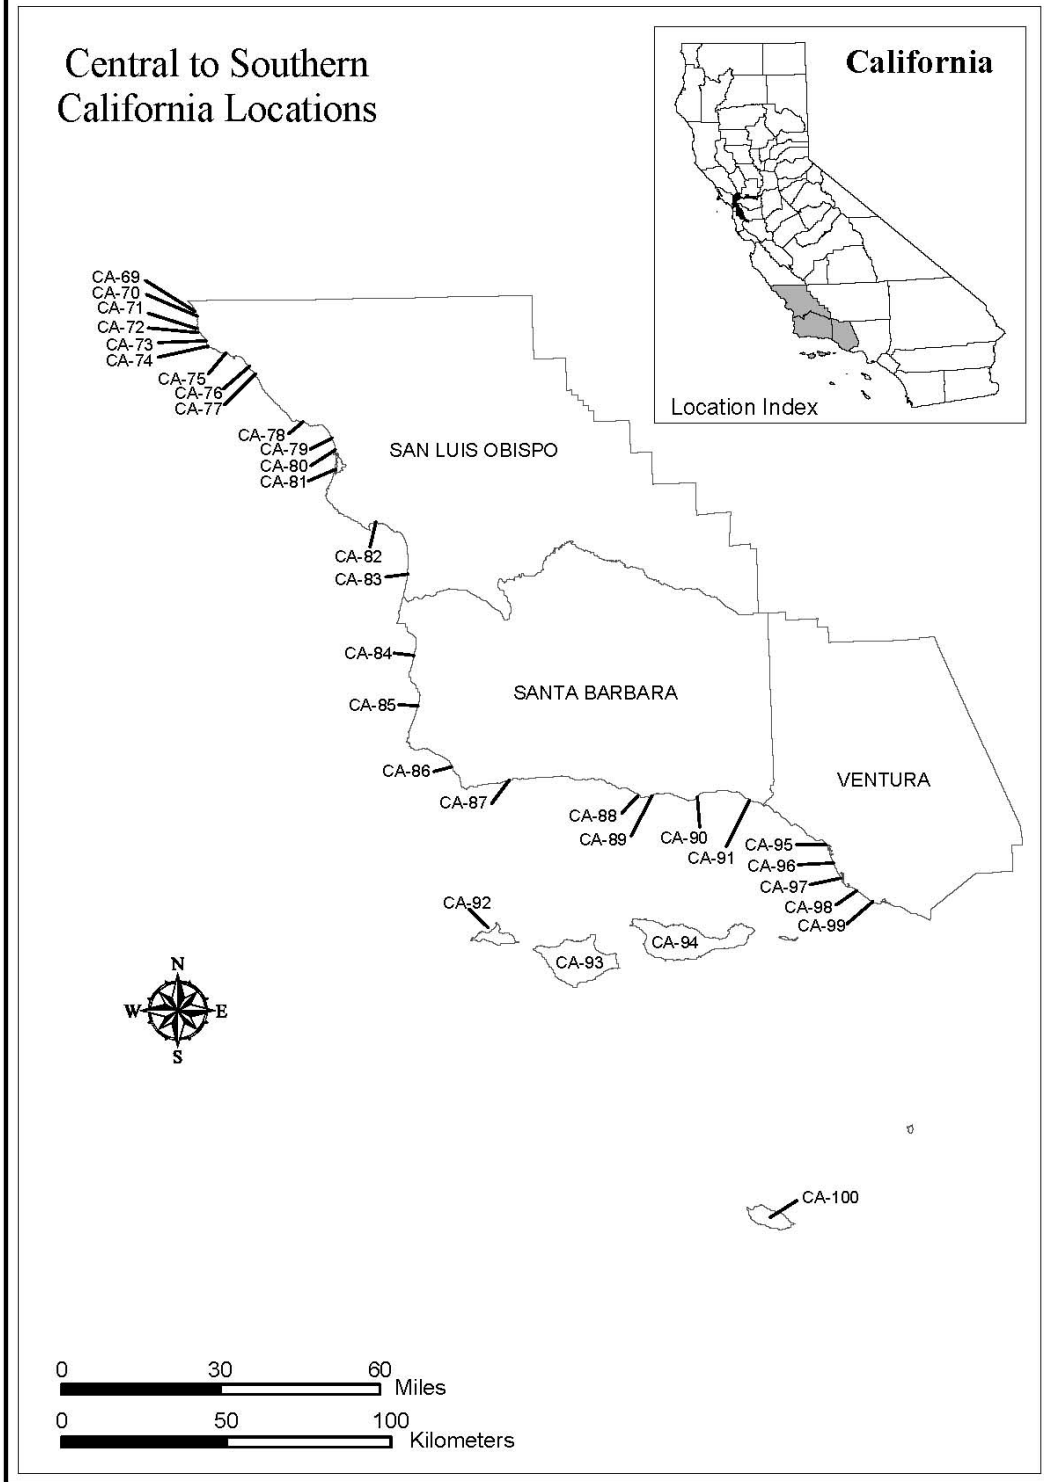 Central to Southern
California Locations
California
Location Index
CA-69
CA-70
CA-71
CA-72
CA-73
CA-74
CA-75
CA-76
CA-77
CA-78
CA-79
CA-80
CA-81
SAN LUIS OBISPO
CA-82
CA-83
CA-84
CA-85
SANTA BARBARA
CA-86
CA-87
VENTURA
CA-88
CA-89
CA-90
CA-91
CA-95
CA-96
CA-97
CA-98
CA-99
CA-92
CA-93
CA-94
N
W E
S
CA-100
0 30 60
Miles
0 50 100
Kilometers